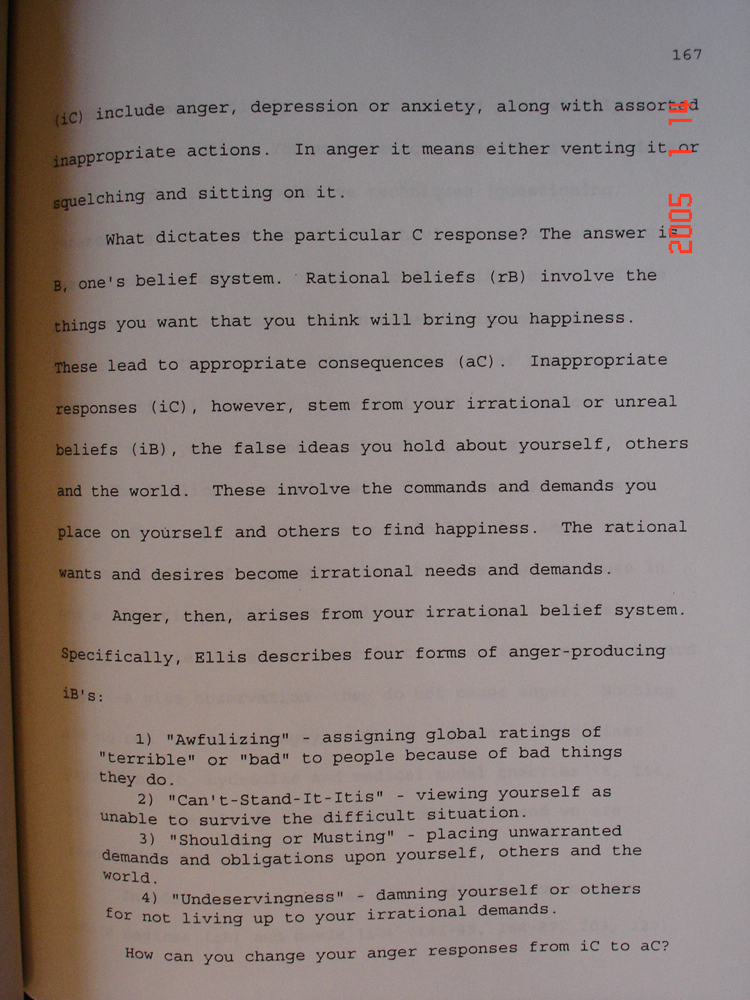 167
(iC) include anger, depression or anxiety, along with assorted
inappropriate actions.  In anger it means either venting it or
squelching and sitting on it.
What dictates the particular C response? The answer is
B, one's belief system.  Rational beliefs (rB) involve the
things you want that you think will bring you happiness.
These lead to appropriate consequences (aC).  Inappropriate
responses (iC), however, stem from your irrational or unreal
beliefs (iB), the false ideas you hold about yourself, others
and the world.  These involve the commands and demands you
place on yourself and others to find happiness.  The rational
wants and desires become irrational needs and demands.
Anger, then, arises from your irrational belief system.
Specifically, Ellis describes four forms of anger-producing
iB's:
1) "Awfulizing" - assigning global ratings of
"terrible" or "bad" to people because of bad things
they do.
2) "Can't-Stand-It-Itis" - viewing yourself as
unable to survive the difficult situation.
3) "Shoulding or Musting" - placing unwarranted
demands and obligations upon yourself, others and the
world.
4) "Undeservingness" - damning yourself or others
for not living up to your irrational demands.
How can you change your anger responses from iC to aC?
2005 1 14